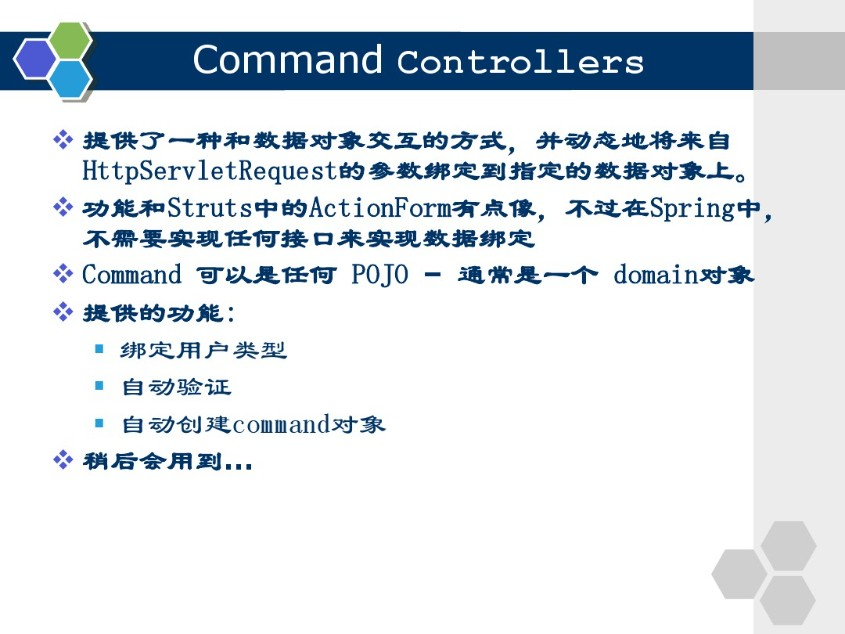 Command Controllers
提供了一种和数据对象交互的方式，并动态地将来自
HttpServletRequest的参数绑定到指定的数据对象上。
功能和Struts中的ActionForm有点像，不过在Spring中，
不需要实现任何接口来实现数据绑定
Command 可以是任何 POJO - 通常是一个 domain对象
提供的功能：
绑定用户类型
自动验证
自动创建command对象
稍后会用到...